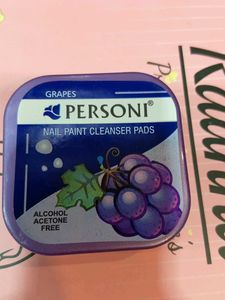 GRAPES
PERSONI®
NAIL PAINT CLEANSER PADS
ALCOHOL
ACETONE
FREE